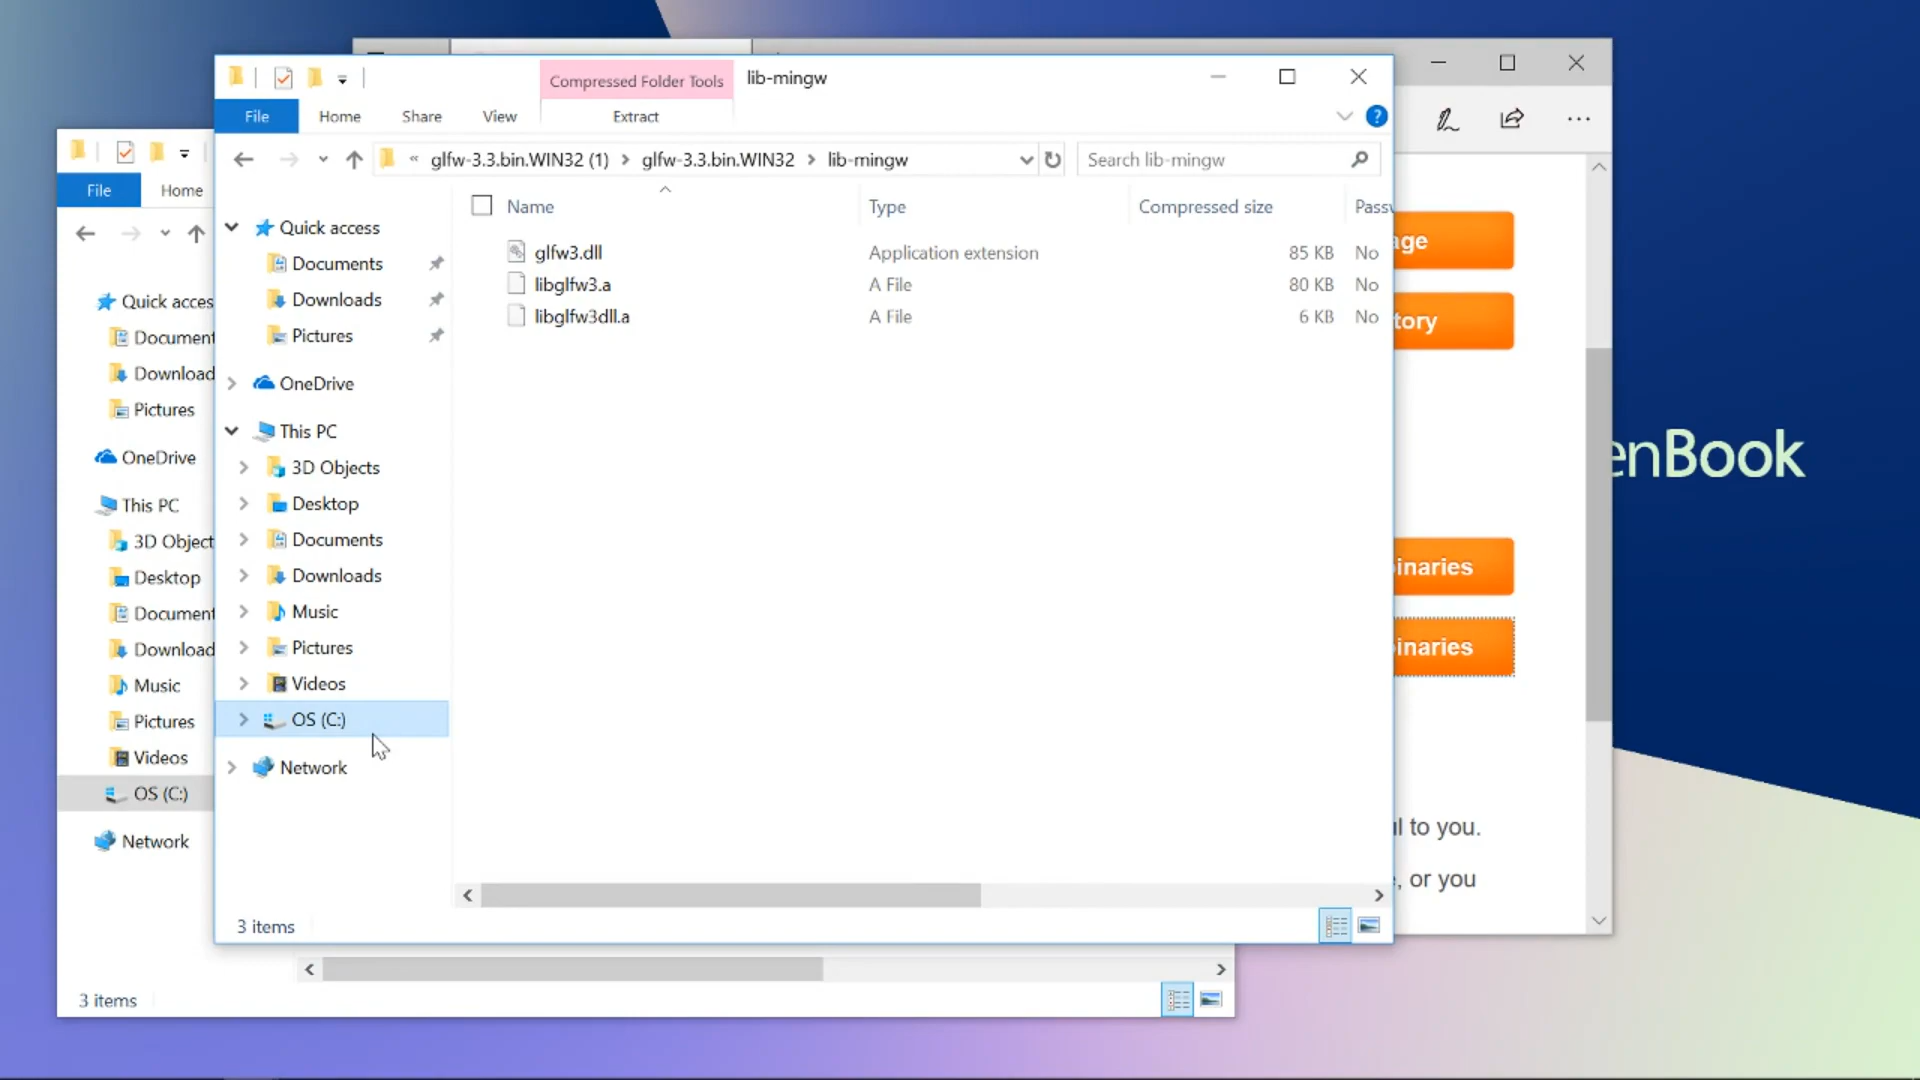 Compressed Folder Tools
lib-mingw
File
Home
Share
View
Extract
?
« glfw-3.3.bin.WIN32 (1) > glfw-3.3.bin.WIN32 > lib-mingw
Search lib-mingw
Name
Type
Compressed size
Passw
glfw3.dll
Application extension
85 KB
No
libglfw3.a
A File
80 KB
No
libglfw3dll.a
A File
6 KB
No
Quick access
Documents
Downloads
Pictures
OneDrive
This PC
3D Objects
Desktop
Documents
Downloads
Music
Pictures
Videos
OS (C:)
Network
3 items
File
Home
Quick acces
Document
Download
Pictures
OneDrive
This PC
3D Object
Desktop
Document
Download
Music
Pictures
Videos
OS (C:)
Network
3 items
age
tory
inaries
inaries
l to you.
, or you
enBook